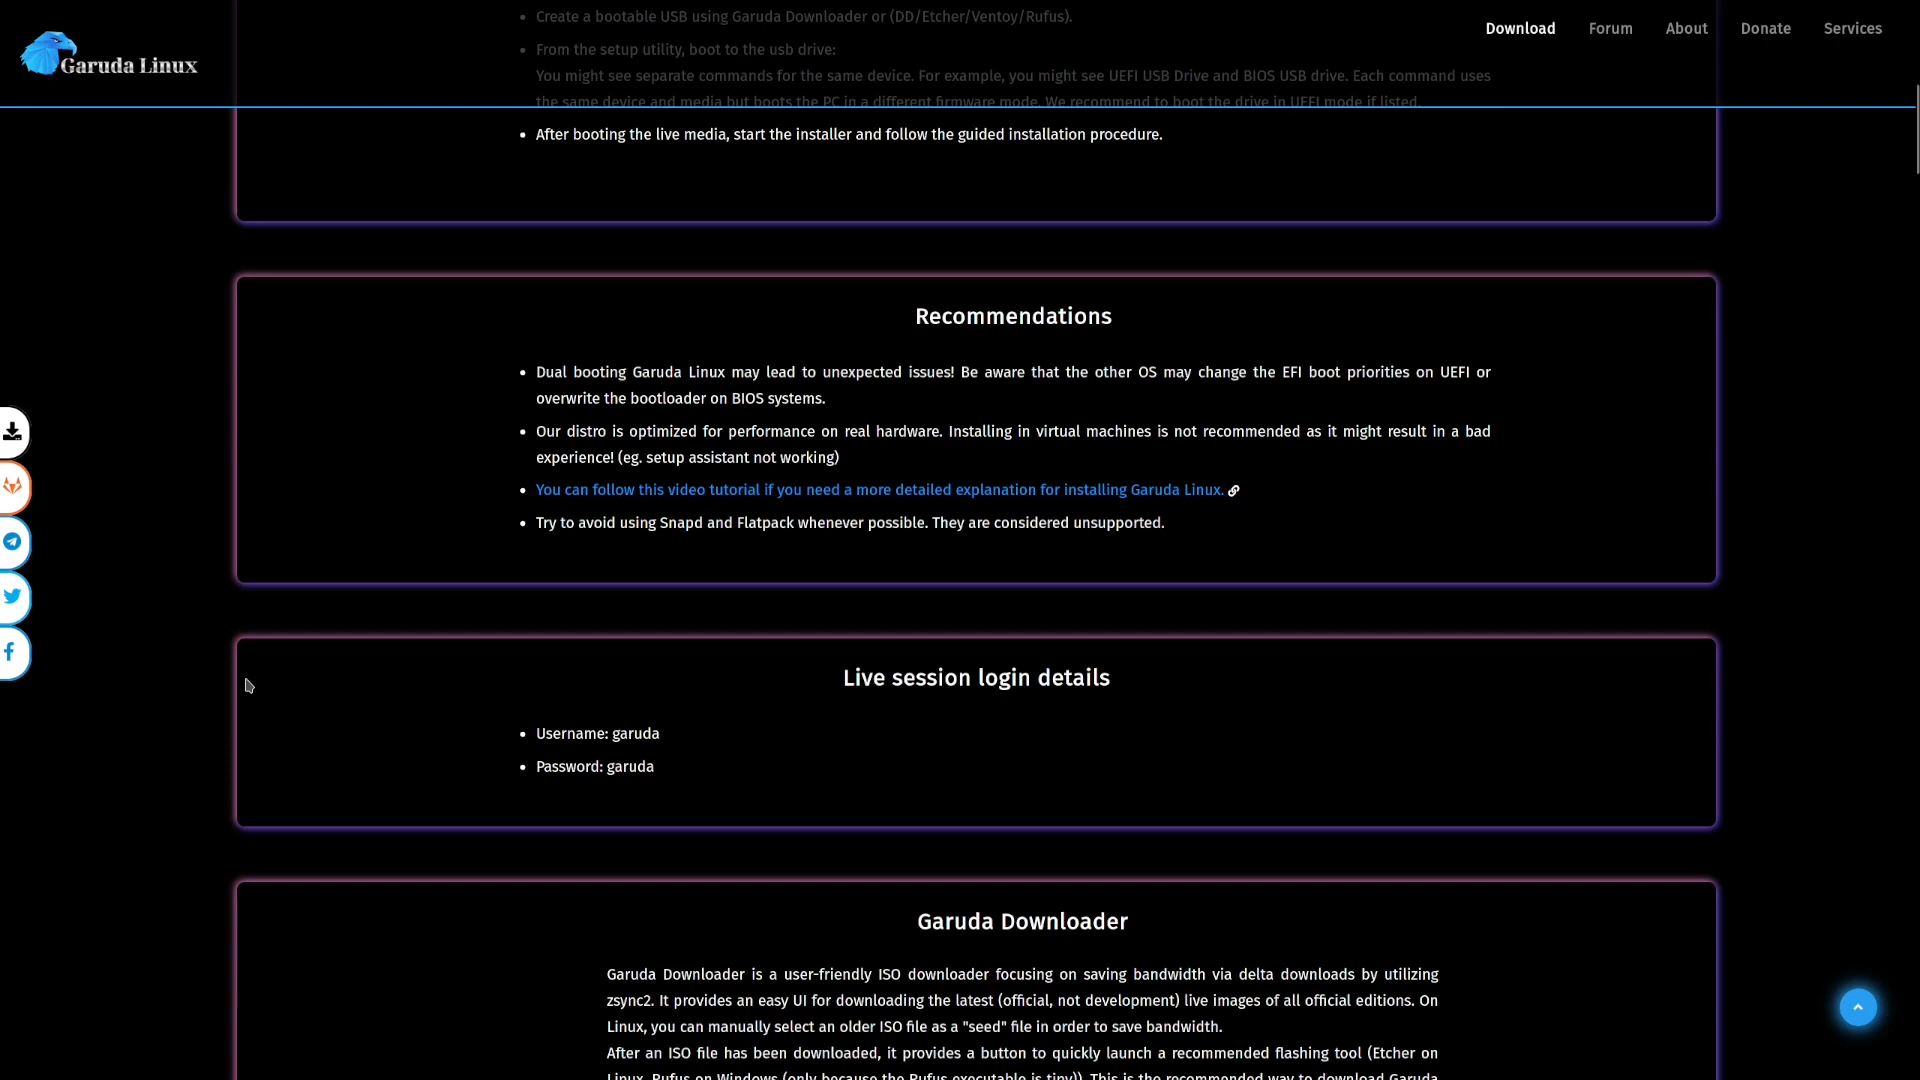 Create a bootable USB using Garuda Downloader or (DD/Etcher/Ventoy/Rufus).
Garuda Linux
Download
Forum
About
Donate
Services
From the setup utility, boot to the usb drive:
You might see separate commands for the same device. For example, you might see UEFI USB Drive and BIOS USB drive. Each command uses
the same device and media but boots the PC in a different firmware mode. We recommend to boot the drive in UEFI mode if listed.
After booting the live media, start the installer and follow the guided installation procedure.
Recommendations
Dual booting Garuda Linux may lead to unexpected issues! Be aware that the other OS may change the EFI boot priorities on UEFI or
overwrite the bootloader on BIOS systems.
Our distro is optimized for performance on real hardware. Installing in virtual machines is not recommended as it might result in a bad
experience! (eg. setup assistant not working)
You can follow this video tutorial if you need a more detailed explanation for installing Garuda Linux.
Try to avoid using Snapd and Flatpack whenever possible. They are considered unsupported.
Live session login details
Username: garuda
Password: garuda
Garuda Downloader
Garuda Downloader is a user-friendly ISO downloader focusing on saving bandwidth via delta downloads by utilizing
zsync2. It provides an easy UI for downloading the latest (official, not development) live images of all official editions. On
Linux, you can manually select an older ISO file as a "seed" file in order to save bandwidth.
After an ISO file has been downloaded, it provides a button to quickly launch a recommended flashing tool (Etcher on
Linux, Rufus on Windows (only because the Rufus executable is tiny)). This is the recommended way to download Garuda